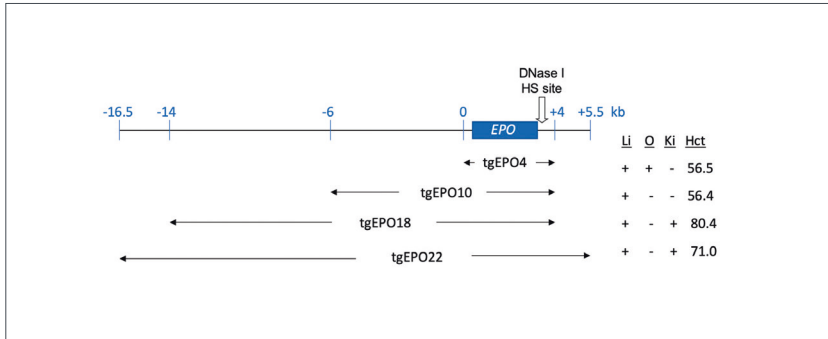 DNase I
HS site
-16.5 -14 -6 0 +4 +5.5 kb
EPO
Li O Ki Hct
tgEPO4 + + - 56.5
tgEPO10 + - - 56.4
tgEPO18 + - + 80.4
tgEPO22 + - + 71.0